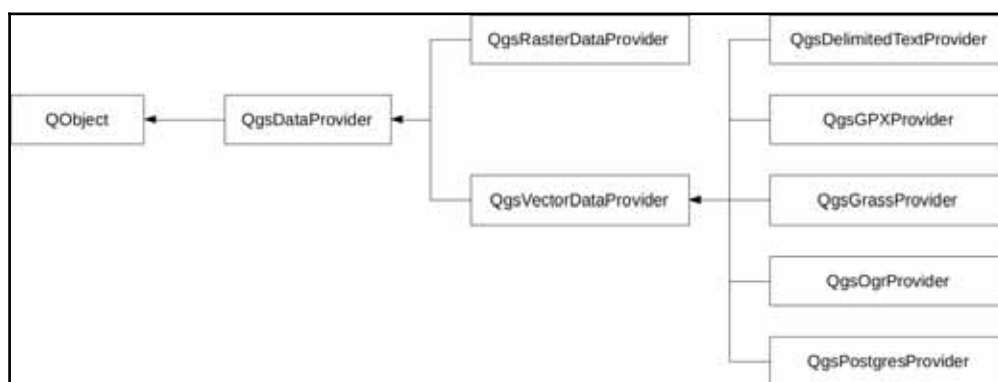 QgsRasterDataProvider
QgsDelimitedTextProvider
QObject
QgsDataProvider
QgsGPXProvider
QgsVectorDataProvider
QgsGrassProvider
QgsOgrProvider
QgsPostgresProvider